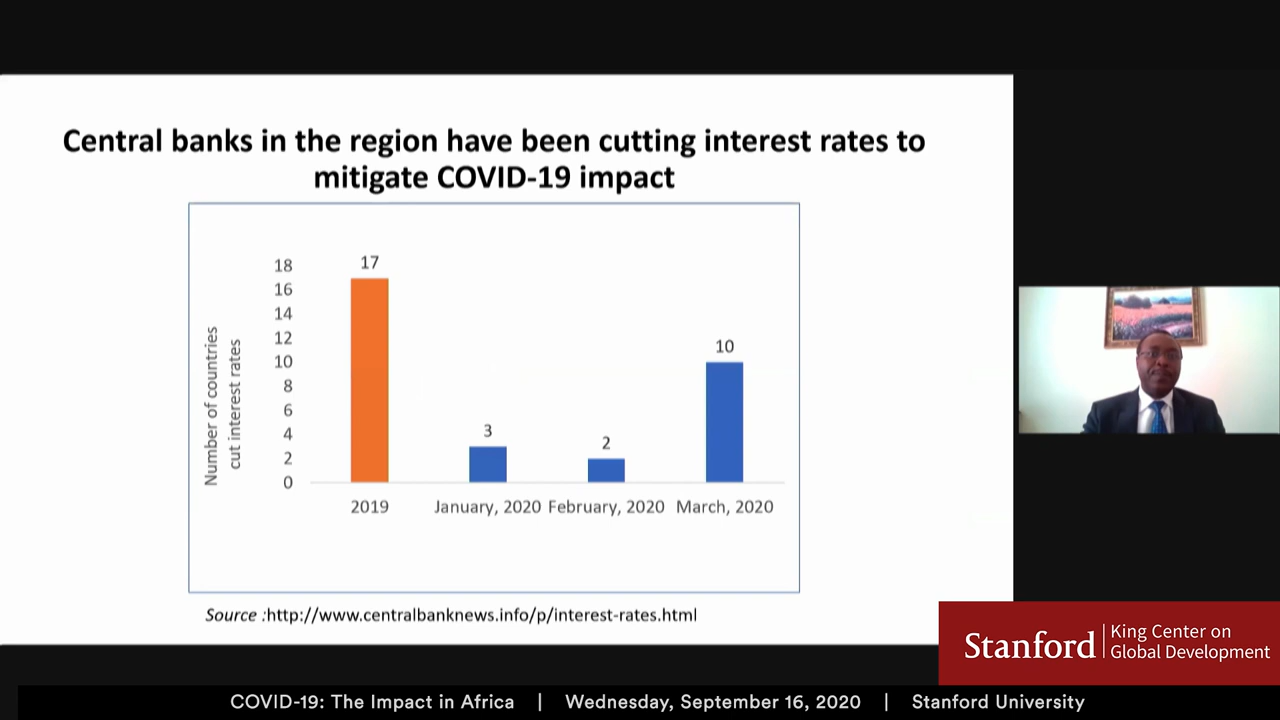 Central banks in the region have been cutting interest rates to
mitigate COVID-19 impact
Number of countries
cut interest rates
18
16
14
12
10
8
6
4
2
0
17
3
2
10
2019
January, 2020
February, 2020
March, 2020
Source :http://www.centralbanknews.info/p/interest-rates.html
Stanford
King Center on
Global Development
COVID-19: The Impact in Africa | Wednesday, September 16, 2020 | Stanford University